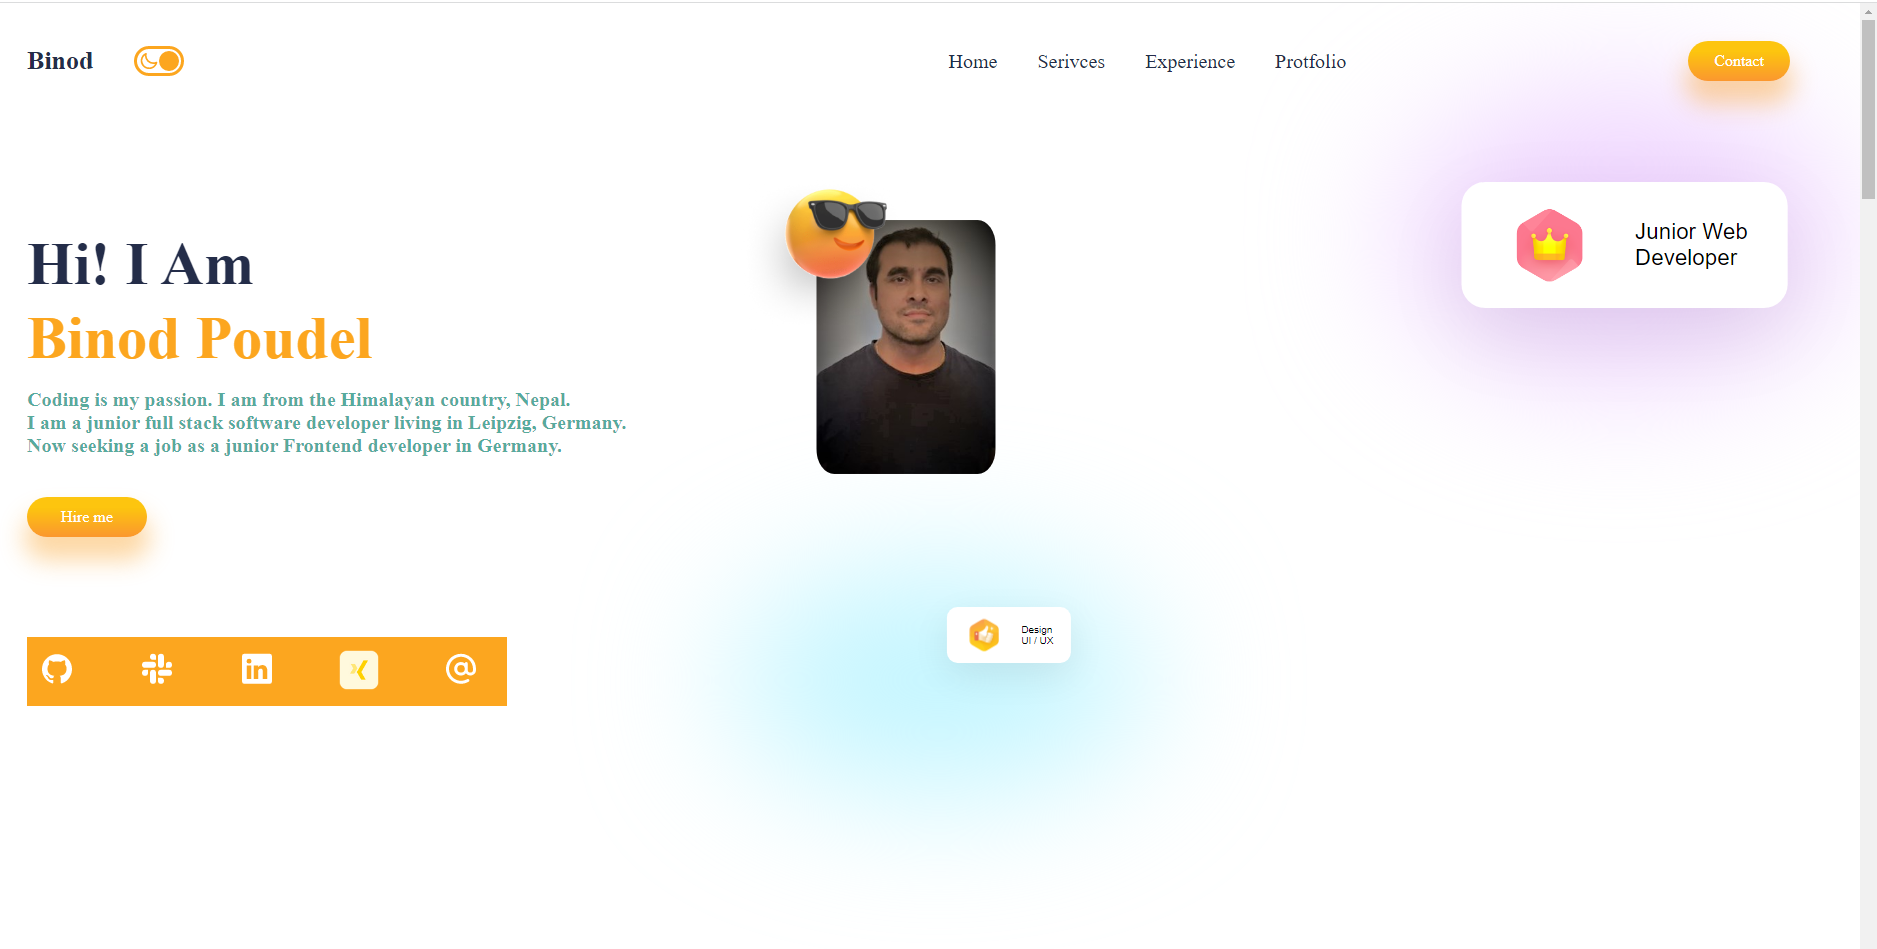 Binod
Home
Serivces
Experience
Protfolio
Contact
Junior Web
Developer
Hi! I Am
Binod Poudel
Coding is my passion. I am from the Himalayan country, Nepal.
I am a junior full stack software developer living in Leipzig, Germany.
Now seeking a job as a junior Frontend developer in Germany.
Hire me
Design
UI / UX